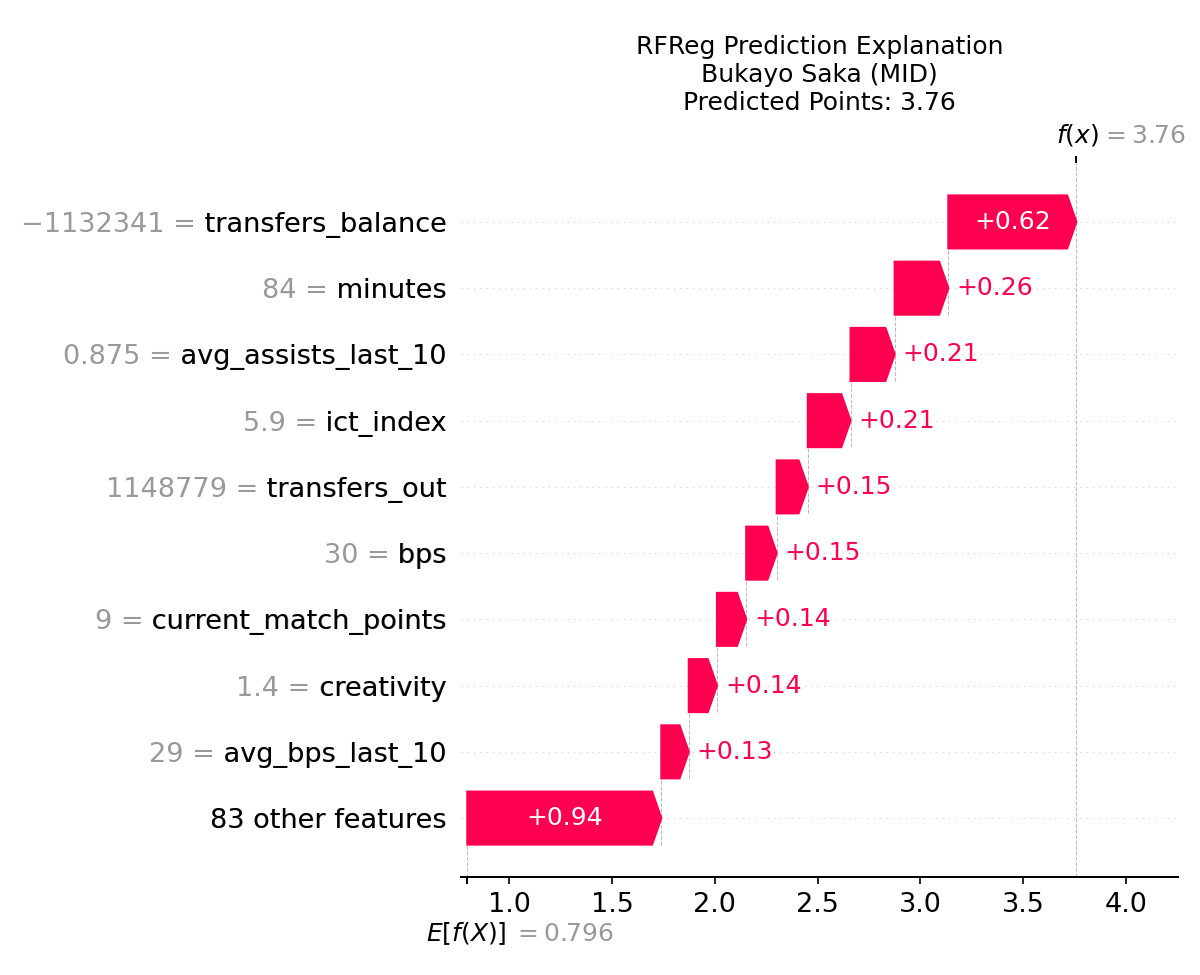 RFReg Prediction Explanation
Bukayo Saka (MID)
Predicted Points: 3.76
f(x) = 3.76
−1132341 = transfers_balance +0.62
84 = minutes +0.26
0.875 = avg_assists_last_10 +0.21
5.9 = ict_index +0.21
1148779 = transfers_out +0.15
30 = bps +0.15
9 = current_match_points +0.14
1.4 = creativity +0.14
29 = avg_bps_last_10 +0.13
83 other features +0.94
1.0 1.5 2.0 2.5 3.0 3.5 4.0
E[f(X)] = 0.796